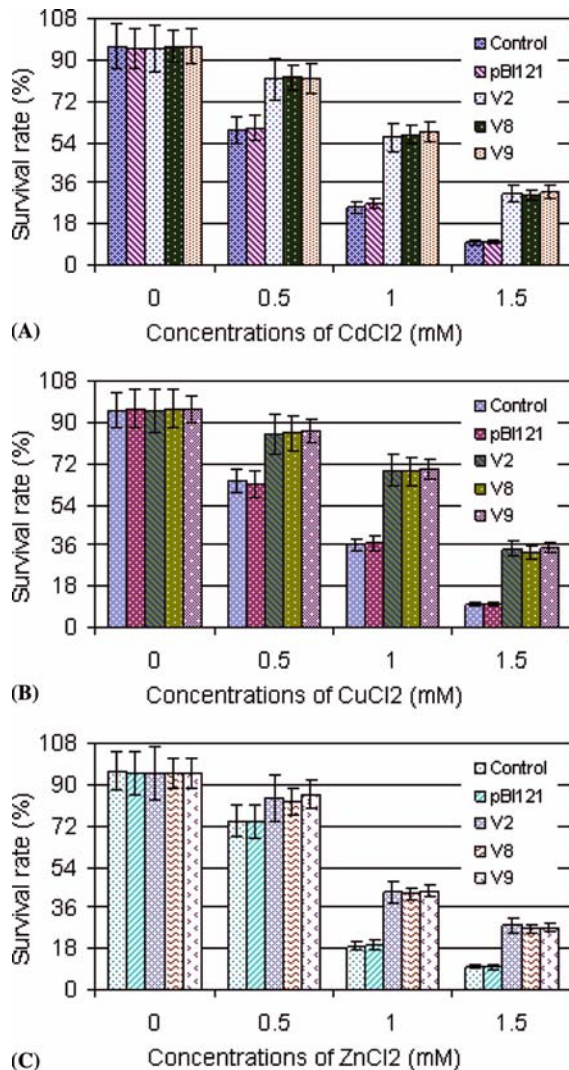 108
90
72
54
36
18
0
Survival rate (%)
Control
pBI121
V2
V8
V9
0 0.5 1 1.5
(A) Concentrations of CdCl2 (mM)
108
90
72
54
36
18
0
Survival rate (%)
Control
pBI121
V2
V8
V9
0 0.5 1 1.5
(B) Concentrations of CuCl2 (mM)
108
90
72
54
36
18
0
Survival rate (%)
Control
pBI121
V2
V8
V9
0 0.5 1 1.5
(C) Concentrations of ZnCl2 (mM)